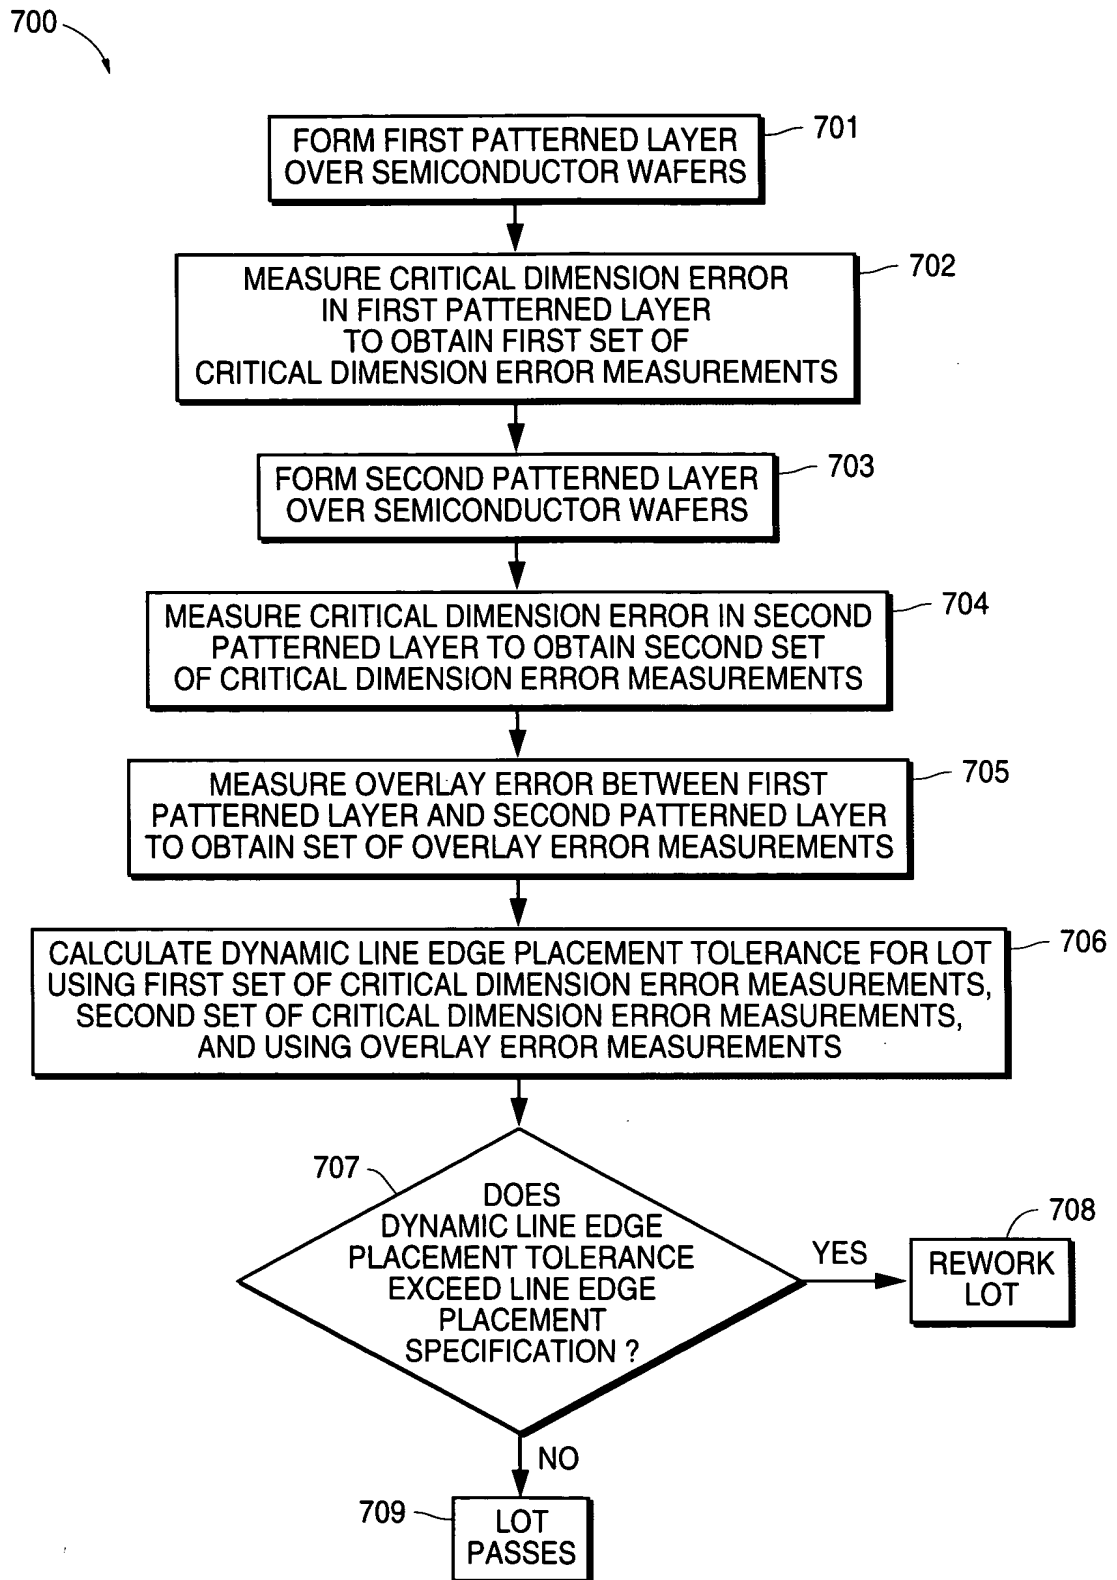 700
FORM FIRST PATTERNED LAYER
OVER SEMICONDUCTOR WAFERS
701
MEASURE CRITICAL DIMENSION ERROR
IN FIRST PATTERNED LAYER
TO OBTAIN FIRST SET OF
CRITICAL DIMENSION ERROR MEASUREMENTS
702
FORM SECOND PATTERNED LAYER
OVER SEMICONDUCTOR WAFERS
703
MEASURE CRITICAL DIMENSION ERROR IN SECOND
PATTERNED LAYER TO OBTAIN SECOND SET
OF CRITICAL DIMENSION ERROR MEASUREMENTS
704
MEASURE OVERLAY ERROR BETWEEN FIRST
PATTERNED LAYER AND SECOND PATTERNED LAYER
TO OBTAIN SET OF OVERLAY ERROR MEASUREMENTS
705
CALCULATE DYNAMIC LINE EDGE PLACEMENT TOLERANCE FOR LOT
USING FIRST SET OF CRITICAL DIMENSION ERROR MEASUREMENTS,
SECOND SET OF CRITICAL DIMENSION ERROR MEASUREMENTS,
AND USING OVERLAY ERROR MEASUREMENTS
706
707
DOES
DYNAMIC LINE EDGE
PLACEMENT TOLERANCE
EXCEED LINE EDGE
PLACEMENT
SPECIFICATION ?
YES
708
REWORK
LOT
NO
709
LOT
PASSES